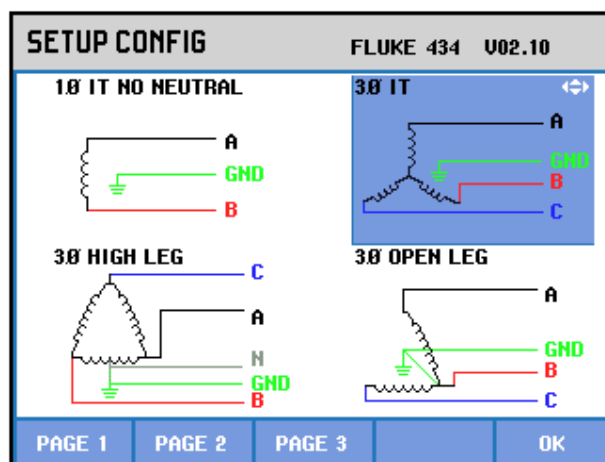 SETUP CONFIG FLUKE 434 V02.10
1.Ø IT NO NEUTRAL
A
GND
B
3.Ø IT
A
GND
B
C
3.Ø HIGH LEG
C
A
N
GND
B
3.Ø OPEN LEG
A
GND
B
C
PAGE 1 PAGE 2 PAGE 3 OK